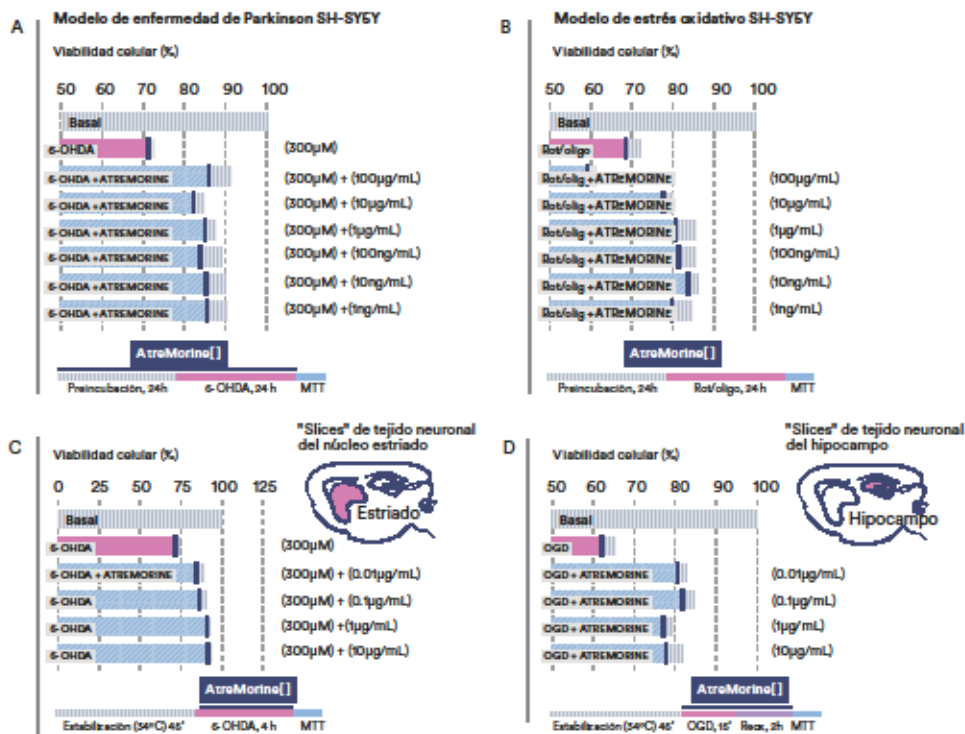 A
Modelo de enfermedad de Parkinson SH-SY5Y
Viabilidad celular (%)
50 60 70 80 90 100
Basal
6-OHDA (300µM)
6-OHDA +ATREMORINE (300µM) + (100µg/mL)
6-OHDA +ATREMORINE (300µM) + (10µg/mL)
6-OHDA +ATREMORINE (300µM) +(1µg/mL)
6-OHDA +ATREMORINE (300µM) + (100ng/mL)
6-OHDA +ATREMORINE (300µM) + (10ng/mL)
6-OHDA +ATREMORINE (300µM) +(1ng/mL)
AtreMorine[]
Preincubación, 24h 6-OHDA, 24 h MTT
B
Modelo de estrés oxidativo SH-SY5Y
Viabilidad celular (%)
50 60 70 80 90 100
Basal
Rot/oligo
Rot/olig +ATREMORINE (100µg/mL)
Rot/olig +ATREMORINE (10µg/mL)
Rot/olig +ATREMORINE (1µg/mL)
Rot/olig +ATREMORINE (100ng/mL)
Rot/olig +ATREMORINE (10ng/mL)
Rot/olig +ATREMORINE (1ng/mL)
AtreMorine[]
Preincubación, 24h Rot/oligo, 24 h MTT
C
"Slices" de tejido neuronal
del núcleo estriado
Viabilidad celular (%)
0 25 50 75 100 125
Estriado
Basal
6-OHDA (300µM)
6-OHDA + ATREMORINE (300µM) + (0.01µg/mL)
6-OHDA (300µM) + (0.1µg/mL)
6-OHDA (300µM) +(1µg/mL)
6-OHDA (300µM) + (10µg/mL)
AtreMorine[]
Estabilización (34ºC) 45' 6-OHDA, 4 h MTT
D
"Slices" de tejido neuronal
del hipocampo
Viabilidad celular (%)
50 60 70 80 90 100
Hipocampo
Basal
OGD
OGD + ATREMORINE (0.01µg/mL)
OGD + ATREMORINE (0.1µg/mL)
OGD + ATREMORINE (1µg/mL)
OGD + ATREMORINE (10µg/mL)
AtreMorine[]
Estabilización (34ºC) 45' OGD, 15' Reox, 2h MTT